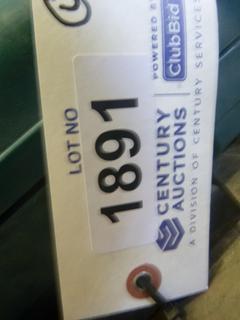 LOT NO
1891
CENTURY
AUCTIONS
A DIVISION OF CENTURY SERVICES
POWERED BY
ClubBid